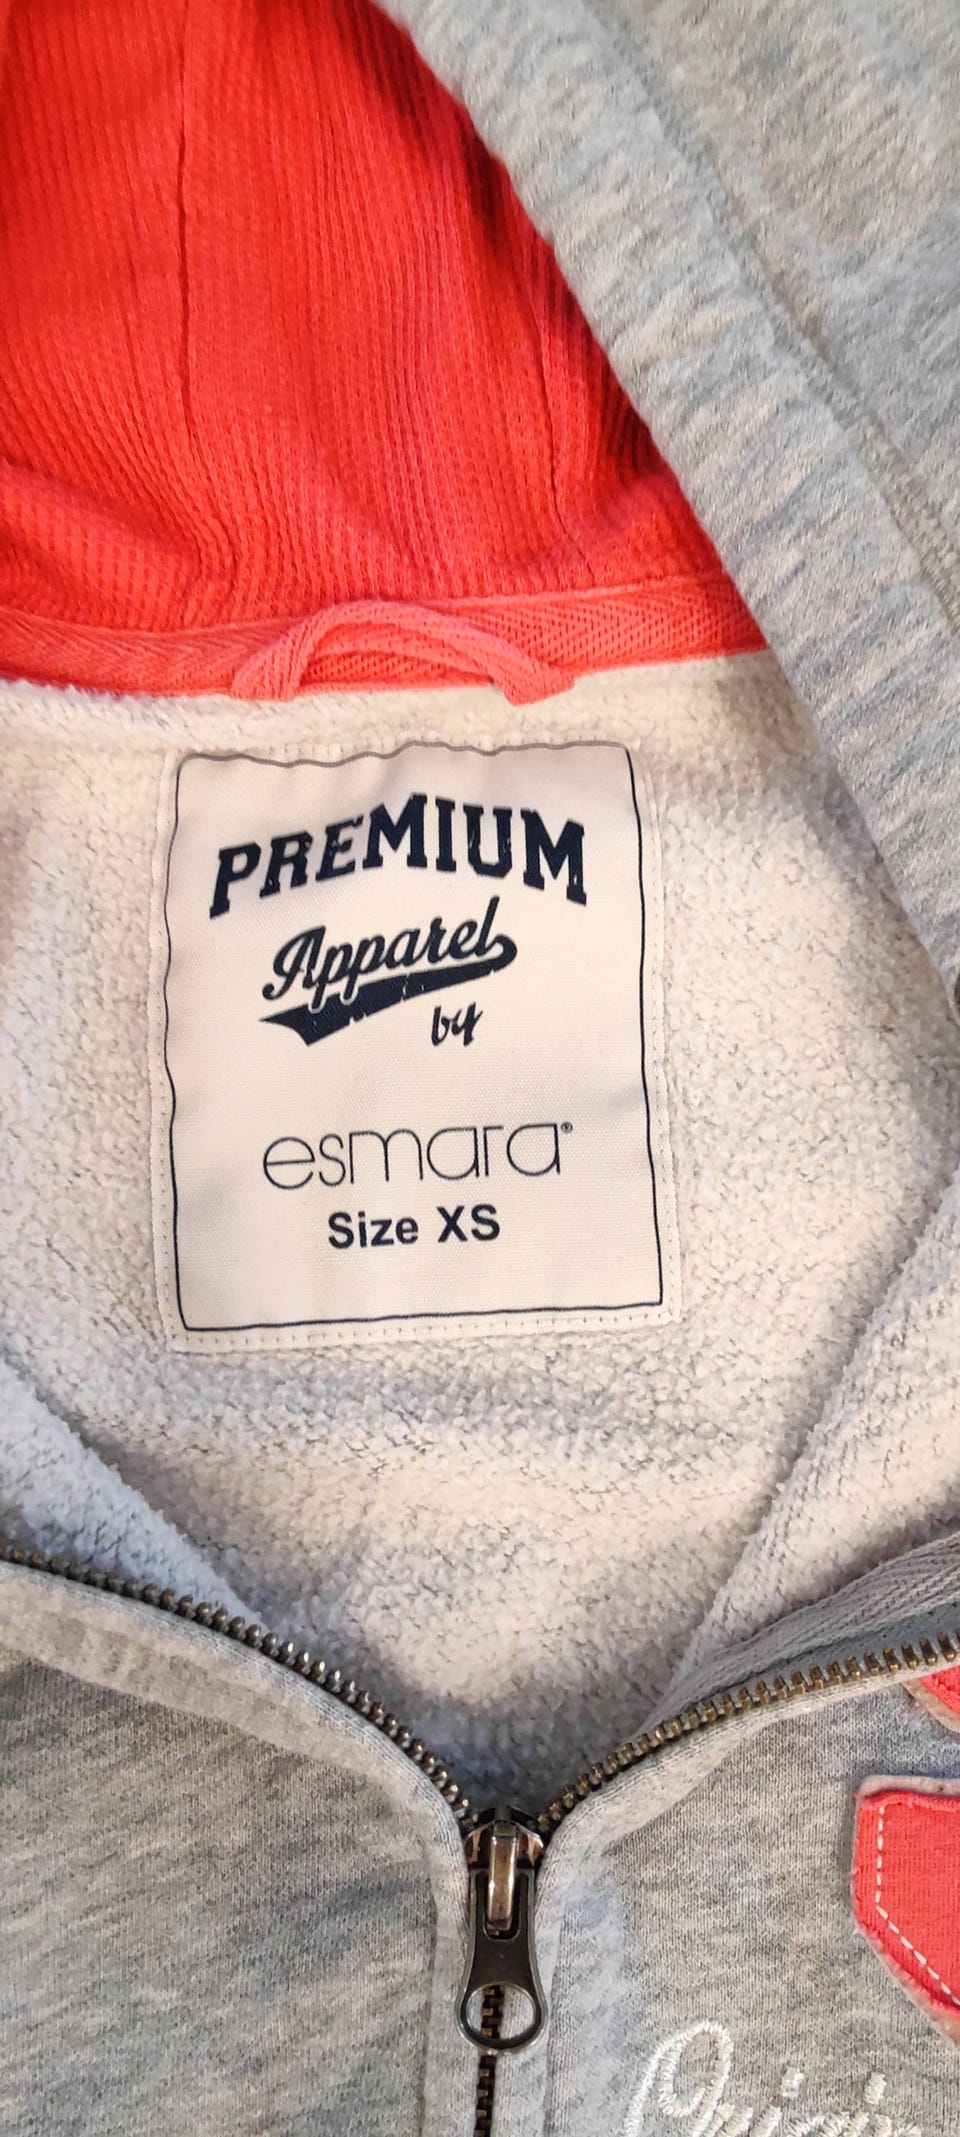 PREMIUM
Apparel
by
esmara®
Size XS